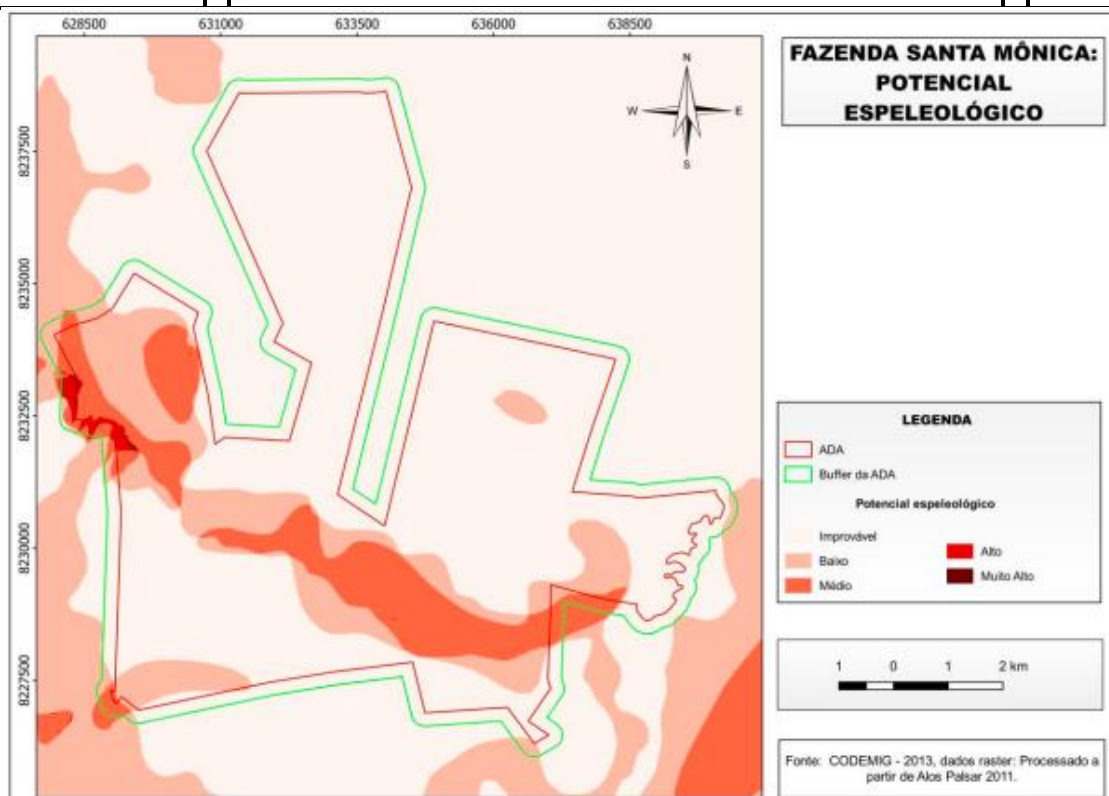 628500 631000 633500 636000 638500
FAZENDA SANTA MÔNICA:
POTENCIAL
ESPELEOLÓGICO
N
W E
S
8237500
8235000
8232500
8230000
8227500
LEGENDA
ADA
Buffer da ADA
Potencial espeleológico
Improvável
Baixo
Médio
Alto
Muito Alto
1 0 1 2 km
Fonte: CODEMIG - 2013, dados raster: Processado a
partir de Alos Palsar 2011.